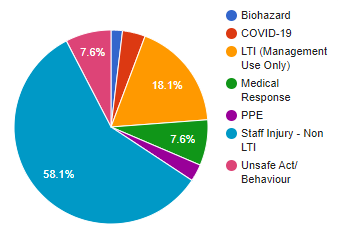 Biohazard
COVID-19
LTI (Management
Use Only)
Medical
Response
PPE
Staff Injury - Non
LTI
Unsafe Act/
Behaviour
7.6%
18.1%
7.6%
58.1%